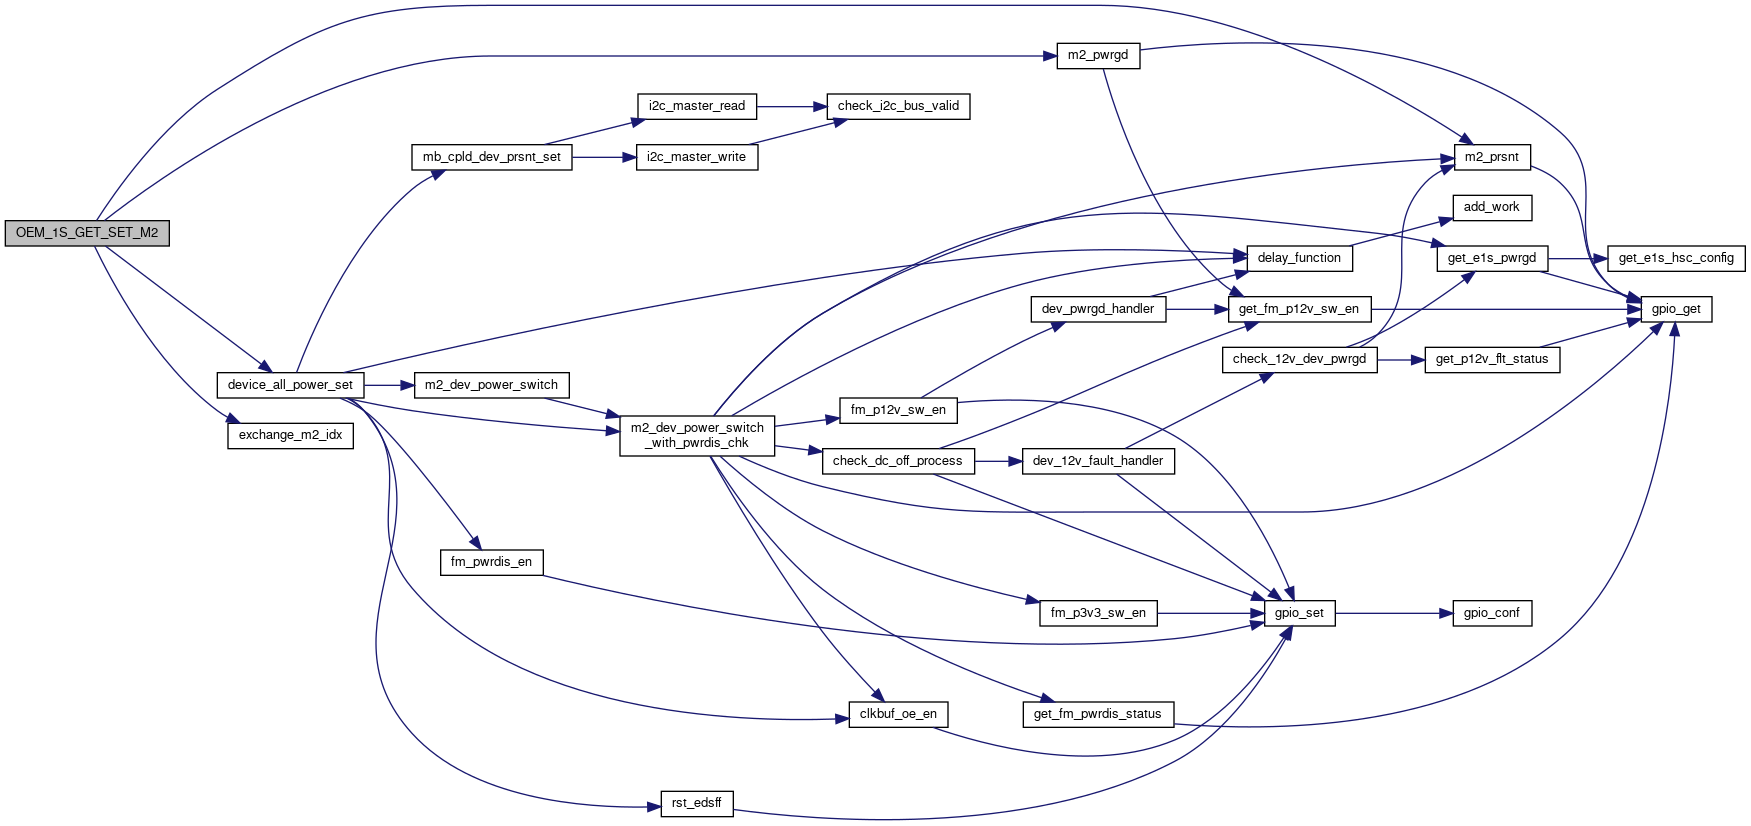 OEM_1S_GET_SET_M2
device_all_power_set
exchange_m2_idx
mb_cpld_dev_prsnt_set
m2_dev_power_switch
fm_pwrdis_en
i2c_master_read
i2c_master_write
m2_dev_power_switch
_with_pwrdis_chk
rst_edsff
check_i2c_bus_valid
fm_p12v_sw_en
check_dc_off_process
clkbuf_oe_en
m2_pwrgd
dev_pwrgd_handler
dev_12v_fault_handler
fm_p3v3_sw_en
get_fm_pwrdis_status
delay_function
get_fm_p12v_sw_en
check_12v_dev_pwrgd
gpio_set
m2_prsnt
add_work
get_e1s_pwrgd
get_p12v_flt_status
gpio_conf
get_e1s_hsc_config
gpio_get